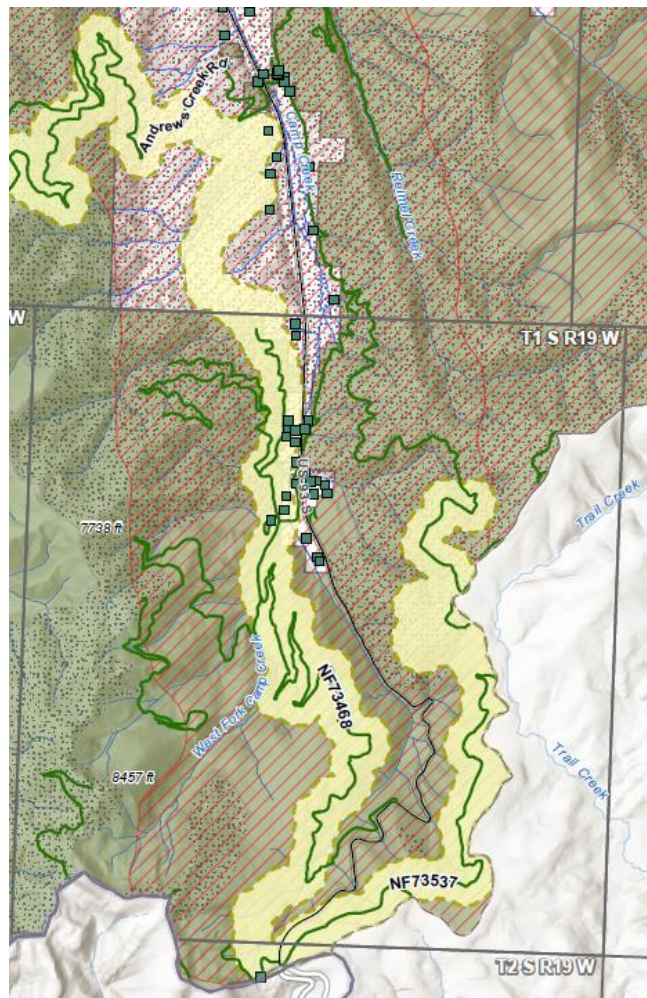 Andrews Creek Rd
Camp Creek
Reimel Creek
W
T1 S R19 W
US-93-S
Trail Creek
7738 ft
West Fork Camp Creek
NF73468
Trail Creek
8457 ft
NF73537
T2 S R19 W